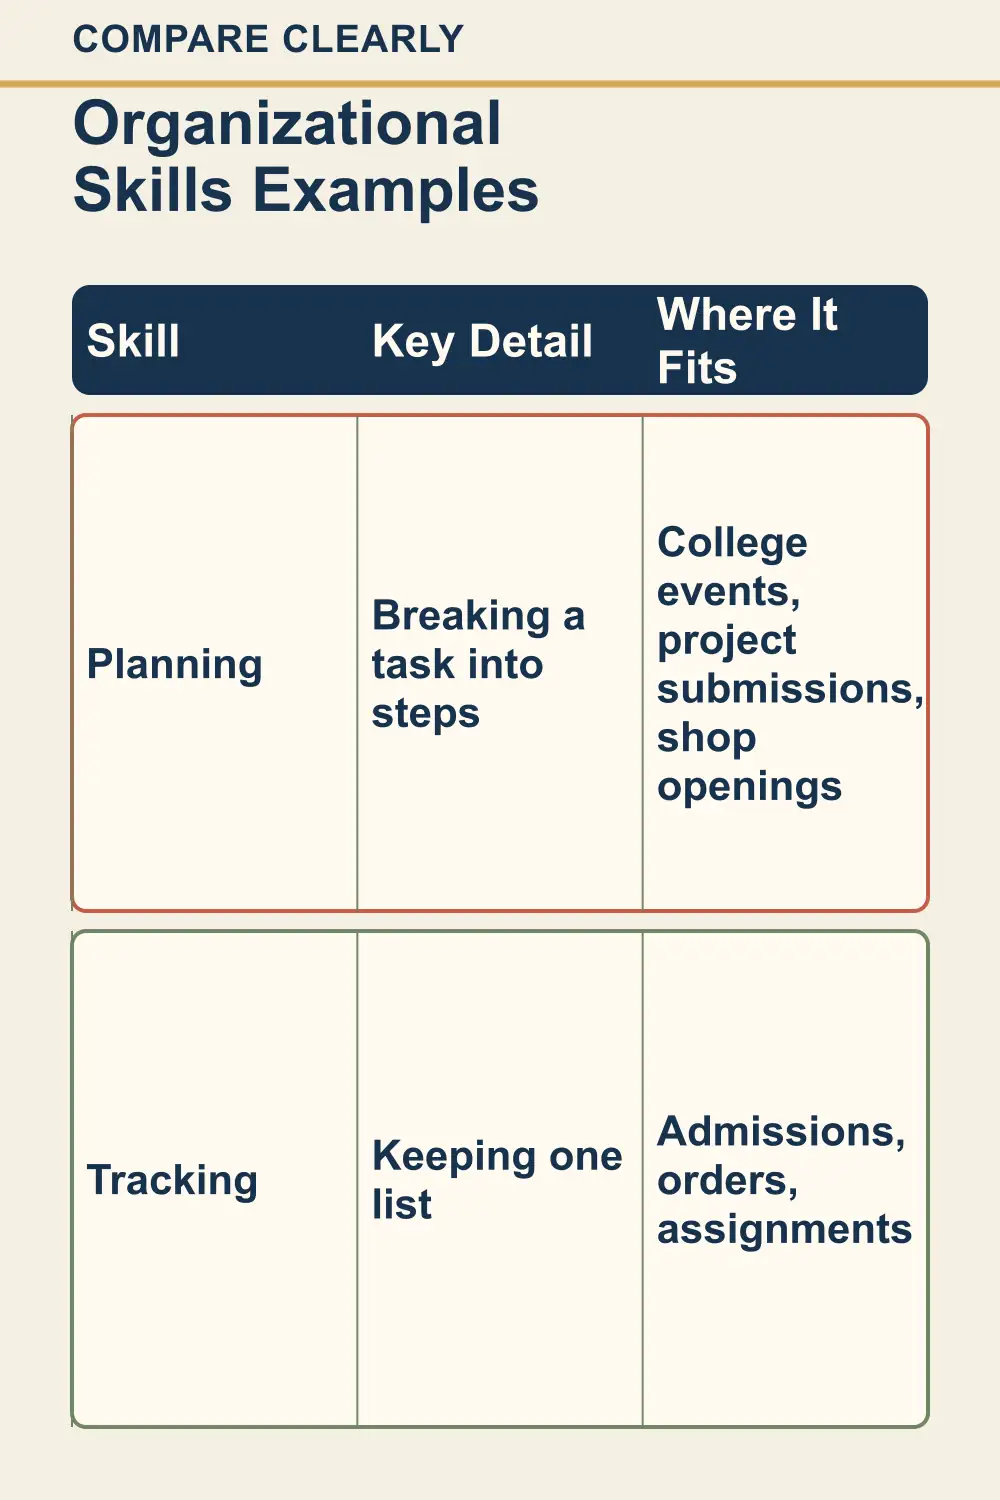 COMPARE CLEARLY
Organizational
Skills Examples
Skill
Key Detail
Where It
Fits
Planning
Breaking a
task into
steps
College
events,
project
submissions,
shop
openings
Tracking
Keeping one
list
Admissions,
orders,
assignments